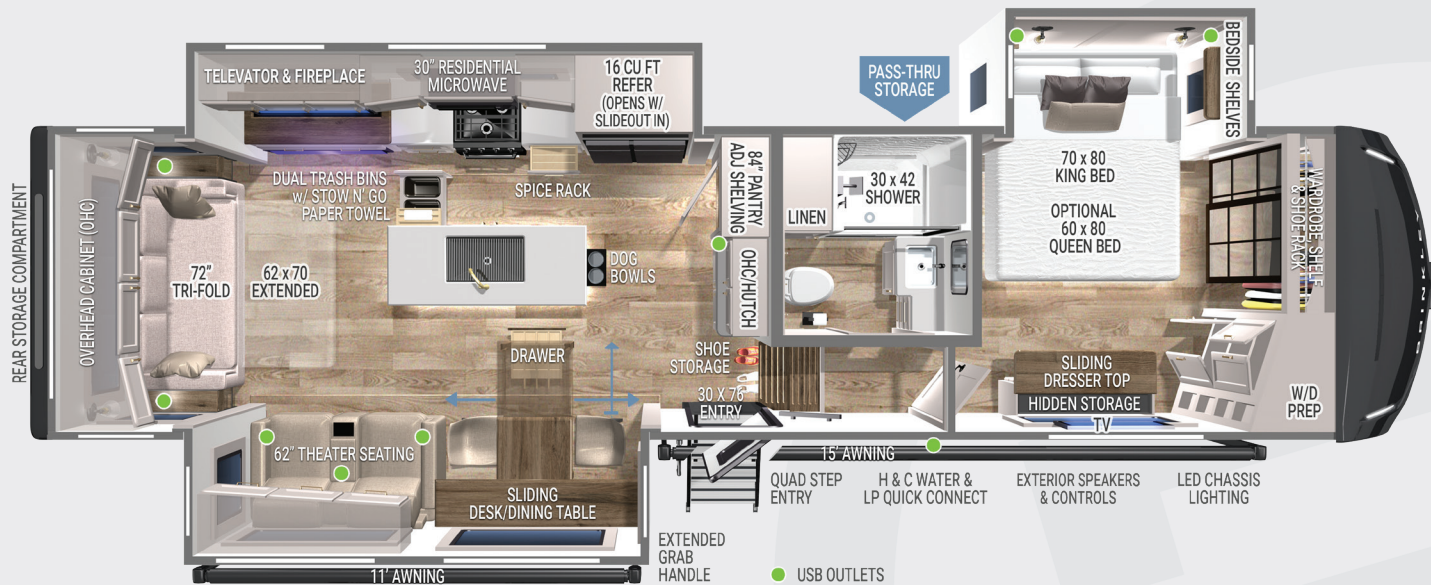 TELEVATOR & FIREPLACE
30" RESIDENTIAL
MICROWAVE
16 CU FT
REFER
(OPENS W/
SLIDEOUT IN)
PASS-THRU
STORAGE
BEDSIDE SHELVES
REAR STORAGE COMPARTMENT
OVERHEAD CABINET (OHC)
72"
TRI-FOLD
62 x 70
EXTENDED
DUAL TRASH BINS
w/ STOW N' GO
PAPER TOWEL
SPICE RACK
84" PANTRY
ADJ SHELVING
LINEN
30 x 42
SHOWER
70 x 80
KING BED
OPTIONAL
60 x 80
QUEEN BED
WARDROBE, SHELF
& SHOE RACK
BRINKLEY
DOG
BOWLS
OHC/HUTCH
DRAWER
SHOE
STORAGE
30 X 76
ENTRY
SLIDING
DRESSER TOP
HIDDEN STORAGE
TV
W/D
PREP
62" THEATER SEATING
SLIDING
DESK/DINING TABLE
15' AWNING
QUAD STEP
ENTRY
H & C WATER &
LP QUICK CONNECT
EXTERIOR SPEAKERS
& CONTROLS
LED CHASSIS
LIGHTING
EXTENDED
GRAB
HANDLE
11' AWNING
USB OUTLETS